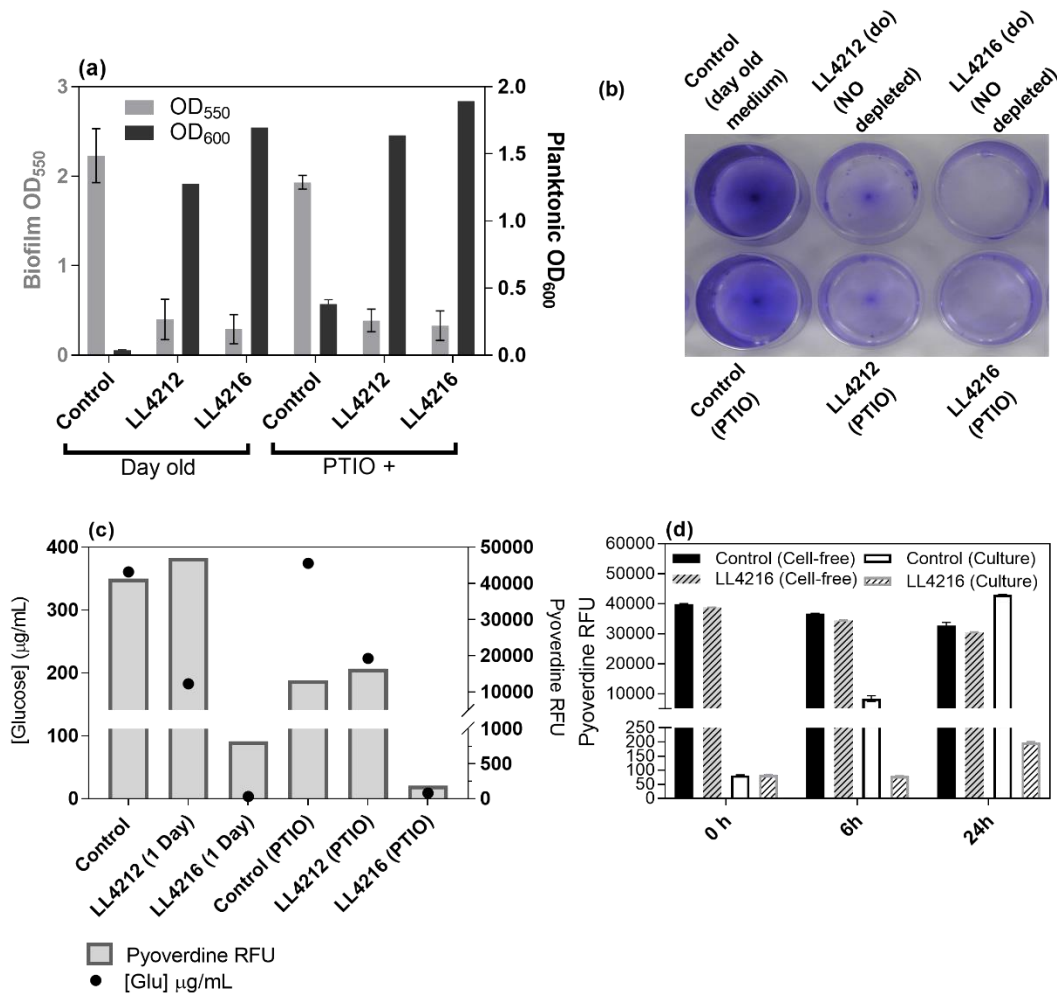 (a)
3
2
1
0
Biofilm OD550
OD550
OD600
2.0
1.5
1.0
0.5
0.0
Planktonic OD600
Control
LL4212
LL4216
Control
LL4212
LL4216
Day old
PTIO +
(b)
Control
(day old
medium)
LL4212 (do)
(NO
depleted)
LL4216 (do)
(NO
depleted)
Control
(PTIO)
LL4212
(PTIO)
LL4216
(PTIO)
(c)
400
300
200
100
0
[Glucose] (μg/mL)
50000
40000
30000
20000
10000
1000
500
0
Pyoverdine
RFU
Control
LL4212 (1 Day)
LL4216 (1 Day)
Control (PTIO)
LL4212 (PTIO)
LL4216 (PTIO)
Pyoverdine RFU
[Glu] μg/mL
(d)
60000
50000
40000
30000
20000
10000
250
200
150
100
50
0
Pyoverdine RFU
Control (Cell-free)
Control (Culture)
LL4216 (Cell-free)
LL4216 (Culture)
0 h
6h
24h